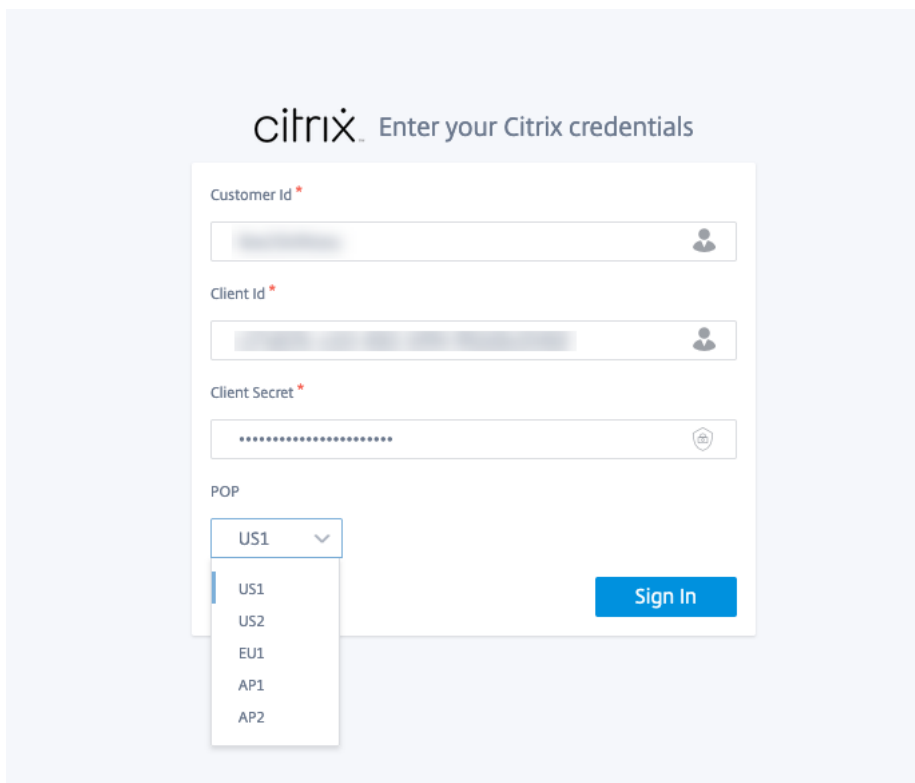 citrix™ Enter your Citrix credentials
Customer Id *
Client Id *
Client Secret *
•••••••••••••••••••••••
POP
US1
US1
Sign In
US2
EU1
AP1
AP2